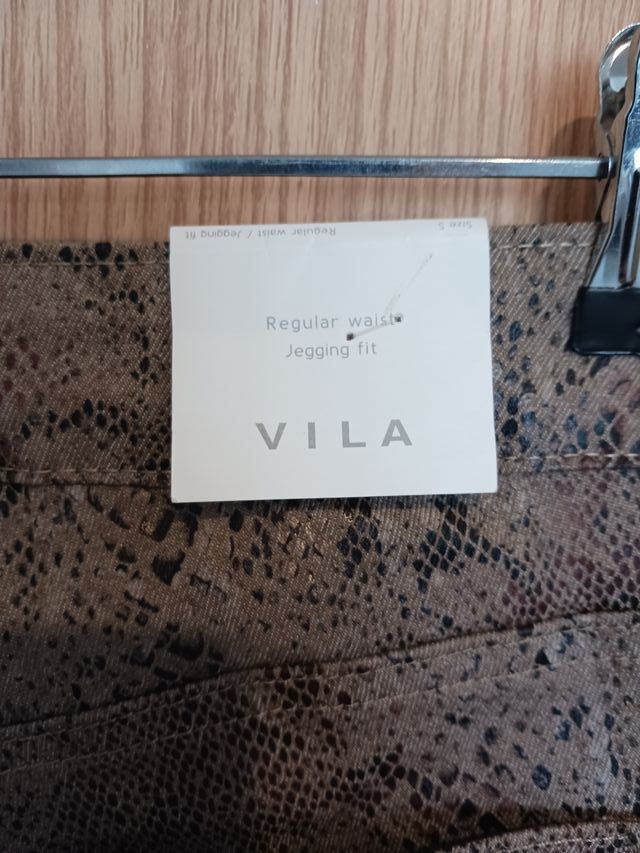 Regular waist / Jegging fit Size S
Regular waist
Jegging fit
VILA